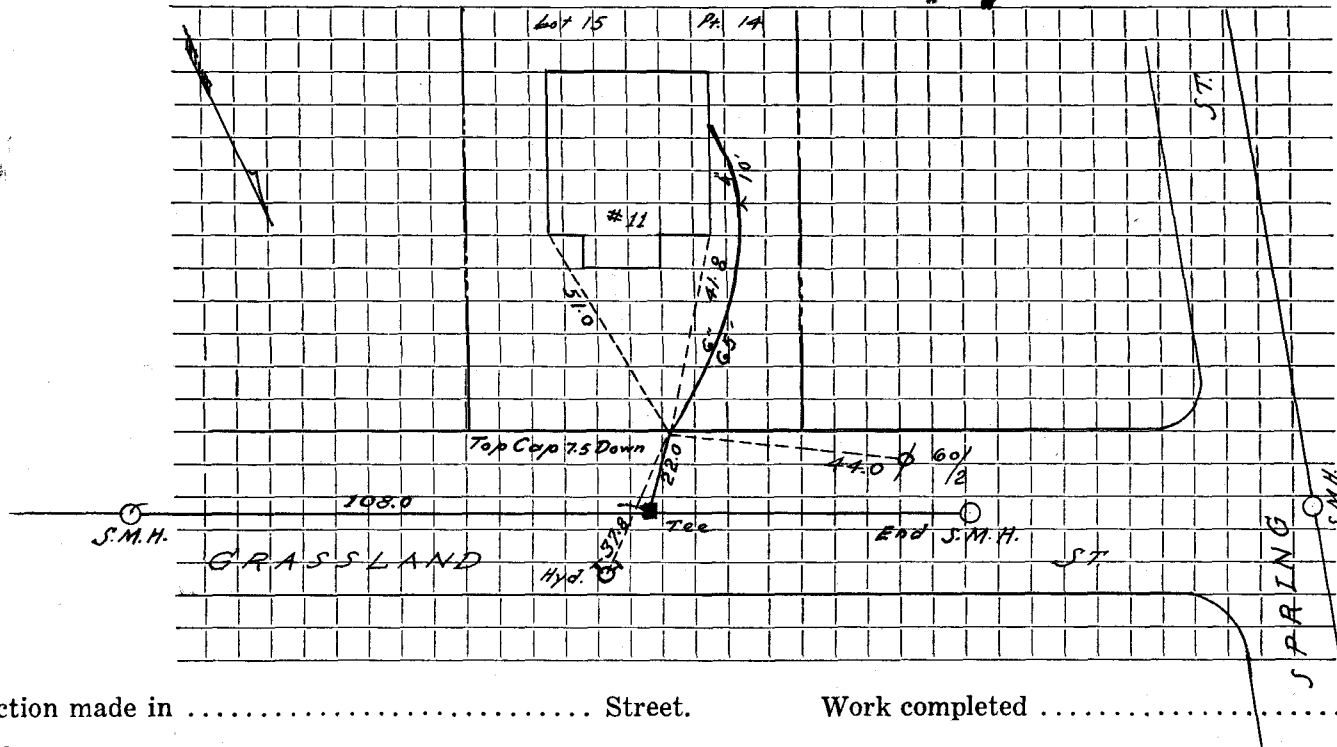 Lot 15 Pt. 14
ST.
4" 10'
#11
51.0
41.8
6" 65'
Top Cap 7.5 Down
22.0
44.0 60/2
108.0
S.M.H.
Tee
End S.M.H.
S.M.H.
37.8
Hyd.
GRASSLAND ST
SPRING
ction made in ............................ Street. Work completed ......................